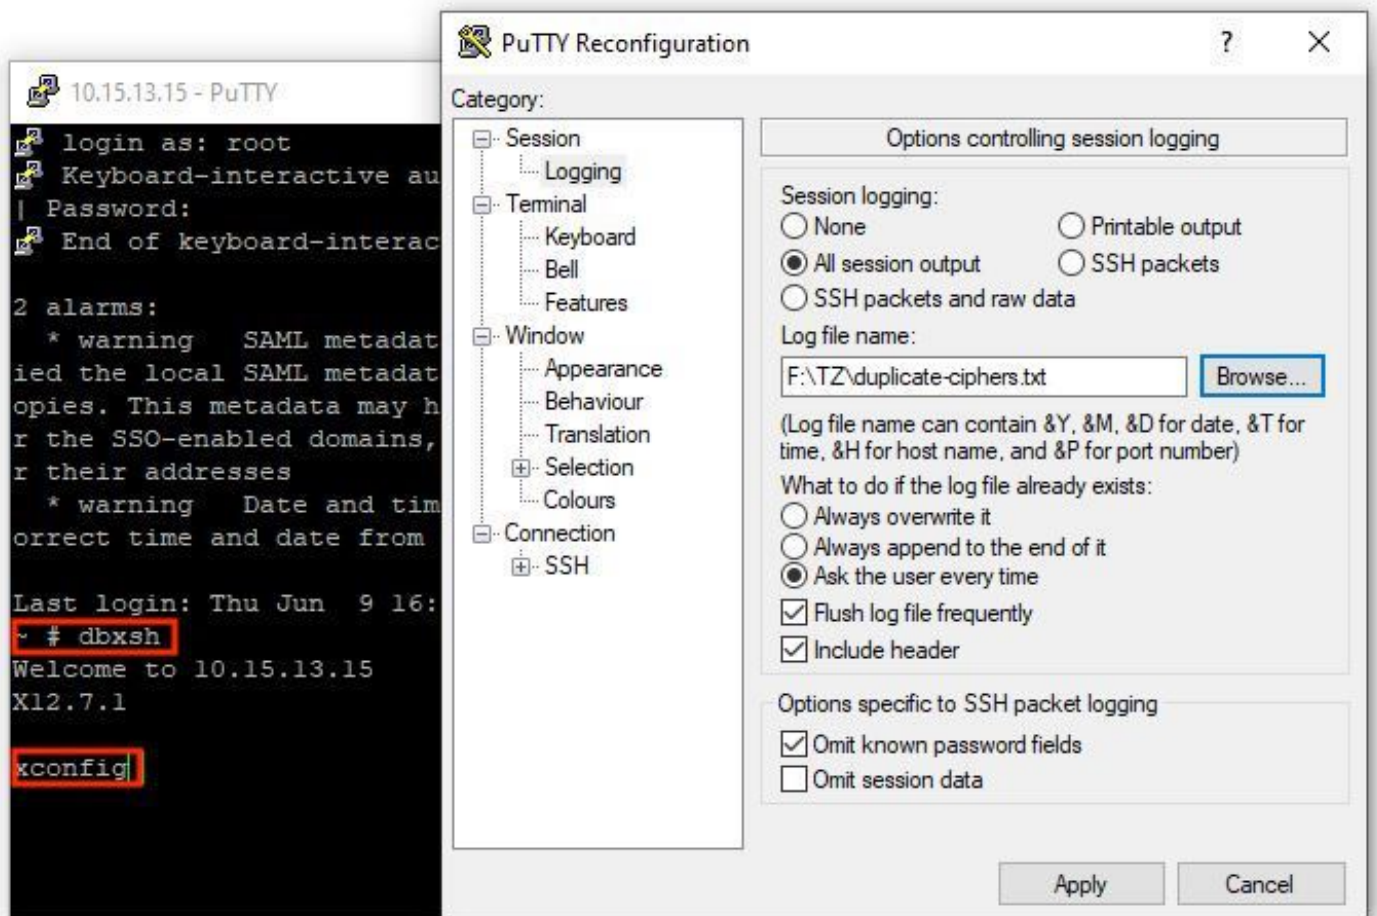 10.15.13.15 - PuTTY
login as: root
Keyboard-interactive au
| Password:
End of keyboard-interac
2 alarms:
* warning   SAML metadat
ied the local SAML metadat
opies. This metadata may h
r the SSO-enabled domains,
r their addresses
* warning   Date and tim
orrect time and date from
Last login: Thu Jun  9 16:
~ # dbxsh
Welcome to 10.15.13.15
X12.7.1
xconfig
PuTTY Reconfiguration
?
Category:
Session
Logging
Terminal
Keyboard
Bell
Features
Window
Appearance
Behaviour
Translation
Selection
Colours
Connection
SSH
Options controlling session logging
Session logging:
None
Printable output
All session output
SSH packets
SSH packets and raw data
Log file name:
F:\TZ\duplicate-ciphers.txt
Browse...
(Log file name can contain &Y, &M, &D for date, &T for
time, &H for host name, and &P for port number)
What to do if the log file already exists:
Always overwrite it
Always append to the end of it
Ask the user every time
Flush log file frequently
Include header
Options specific to SSH packet logging
Omit known password fields
Omit session data
Apply
Cancel